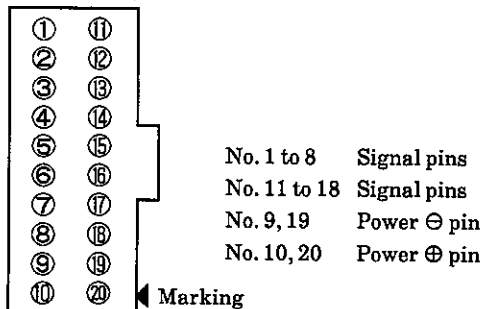 ① ⑪
② ⑫
③ ⑬
④ ⑭
⑤ ⑮
⑥ ⑯
⑦ ⑰
⑧ ⑱
⑨ ⑲
⑩ ⑳
No. 1 to 8 Signal pins
No. 11 to 18 Signal pins
No. 9, 19 Power ⊖ pin
No. 10, 20 Power ⊕ pin
Marking